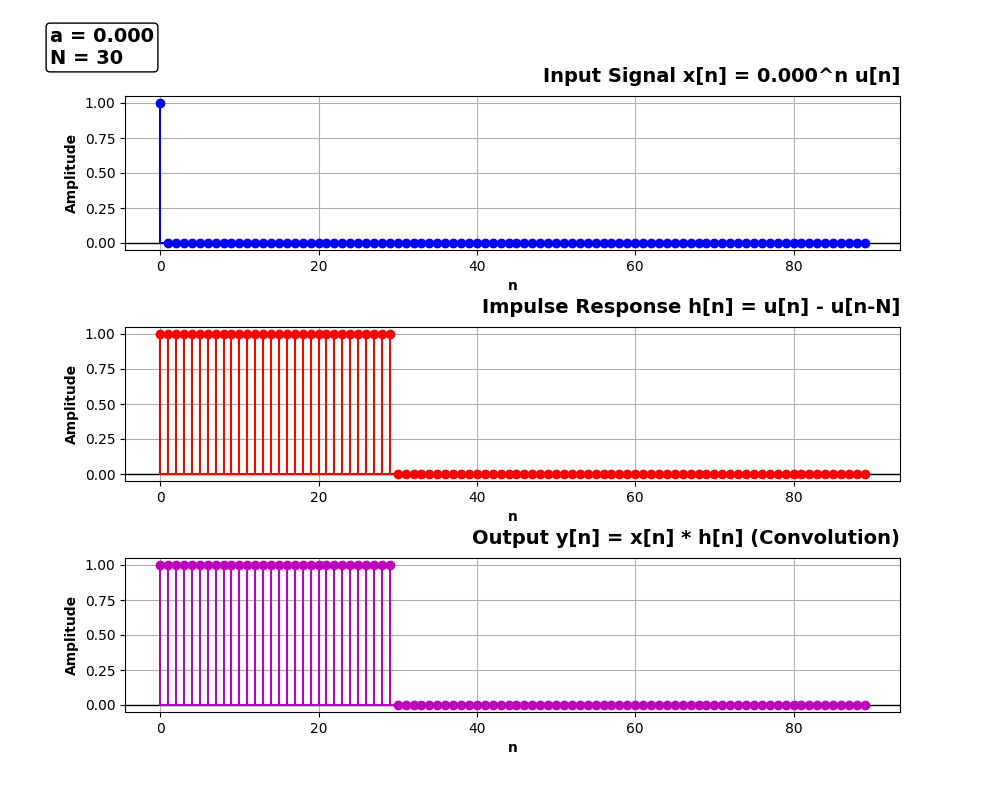 a = 0.000
N = 30
Input Signal x[n] = 0.000^n u[n]
1.00
0.75
0.50
0.25
0.00
Amplitude
0 20 40 60 80
n
Impulse Response h[n] = u[n] - u[n-N]
1.00
0.75
0.50
0.25
0.00
Amplitude
0 20 40 60 80
n
Output y[n] = x[n] * h[n] (Convolution)
1.00
0.75
0.50
0.25
0.00
Amplitude
0 20 40 60 80
n